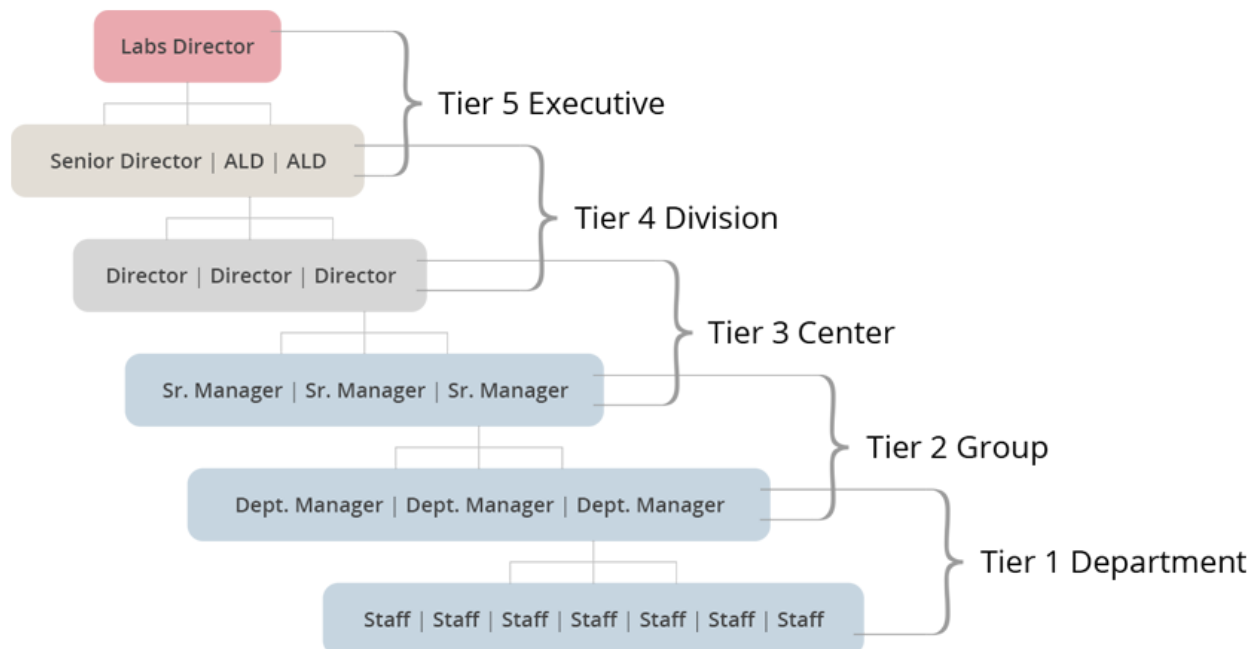 Labs Director
Tier 5 Executive
Senior Director | ALD | ALD
Tier 4 Division
Director | Director | Director
Tier 3 Center
Sr. Manager | Sr. Manager | Sr. Manager
Tier 2 Group
Dept. Manager | Dept. Manager | Dept. Manager
Tier 1 Department
Staff | Staff | Staff | Staff | Staff | Staff | Staff